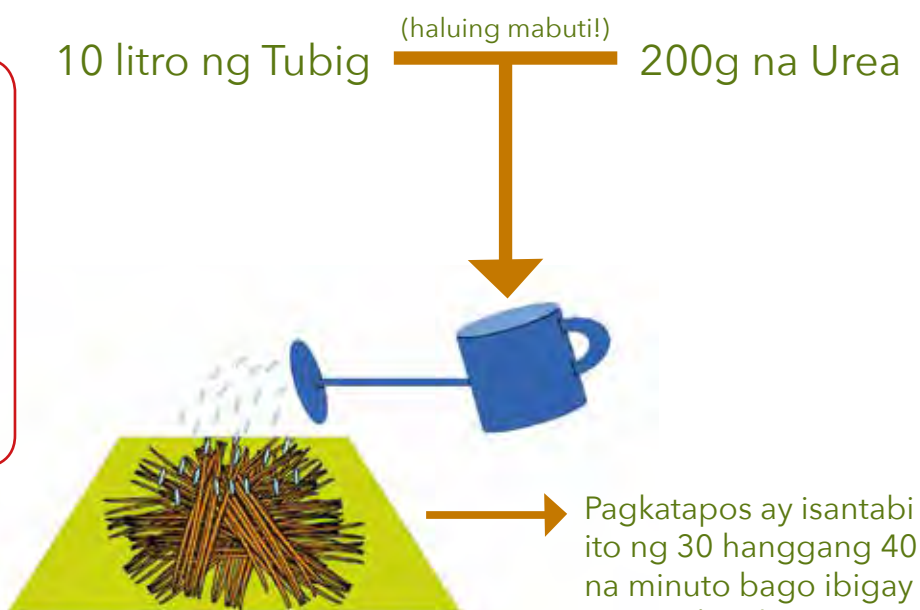 (haluing mabuti!)
10 litro ng Tubig
200g na Urea
Pagkatapos ay isantabi
ito ng 30 hanggang 40
na minuto bago ibigay